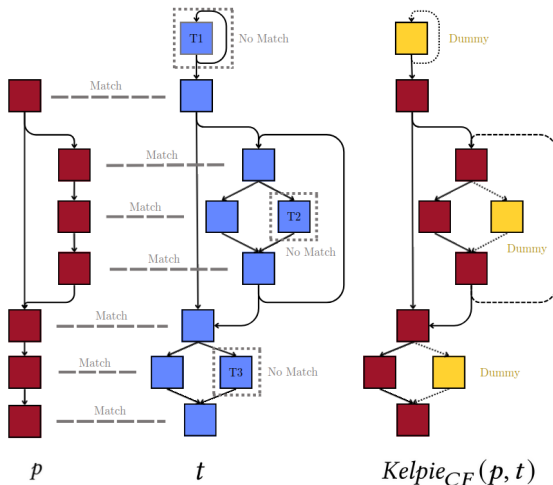 T1
No Match
Dummy
Match
Match
Match
T2
No Match
Dummy
Match
Match
Match
T3
No Match
Dummy
Match
p
t
Kelpie_CF(p, t)